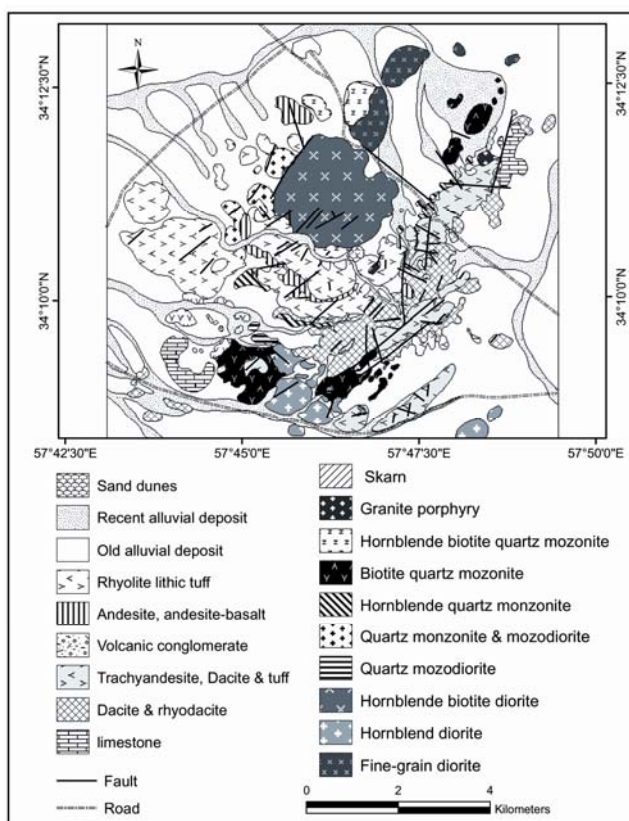 N
34°12'30"N
34°12'30"N
34°10'0"N
34°10'0"N
57°42'30"E
57°45'0"E
57°47'30"E
57°50'0"E
Sand dunes
Recent alluvial deposit
Old alluvial deposit
Rhyolite lithic tuff
Andesite, andesite-basalt
Volcanic conglomerate
Trachyandesite, Dacite & tuff
Dacite & rhyodacite
limestone
Fault
Road
Skarn
Granite porphyry
Hornblende biotite quartz mozonite
Biotite quartz mozonite
Hornblende quartz monzonite
Quartz monzonite & mozodiorite
Quartz mozodiorite
Hornblende biotite diorite
Hornblend diorite
Fine-grain diorite
0 2 4
Kilometers